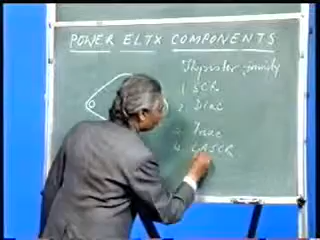 POWER ELTX COMPONENTS
Thyristor family
1. SCR
2. Diac
3. Triac
4. LASCR